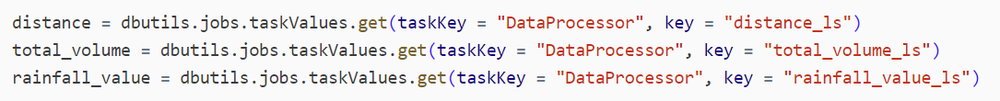 distance = dbutils.jobs.taskValues.get(taskKey = "DataProcessor", key = "distance_ls")
total_volume = dbutils.jobs.taskValues.get(taskKey = "DataProcessor", key = "total_volume_ls")
rainfall_value = dbutils.jobs.taskValues.get(taskKey = "DataProcessor", key = "rainfall_value_ls")